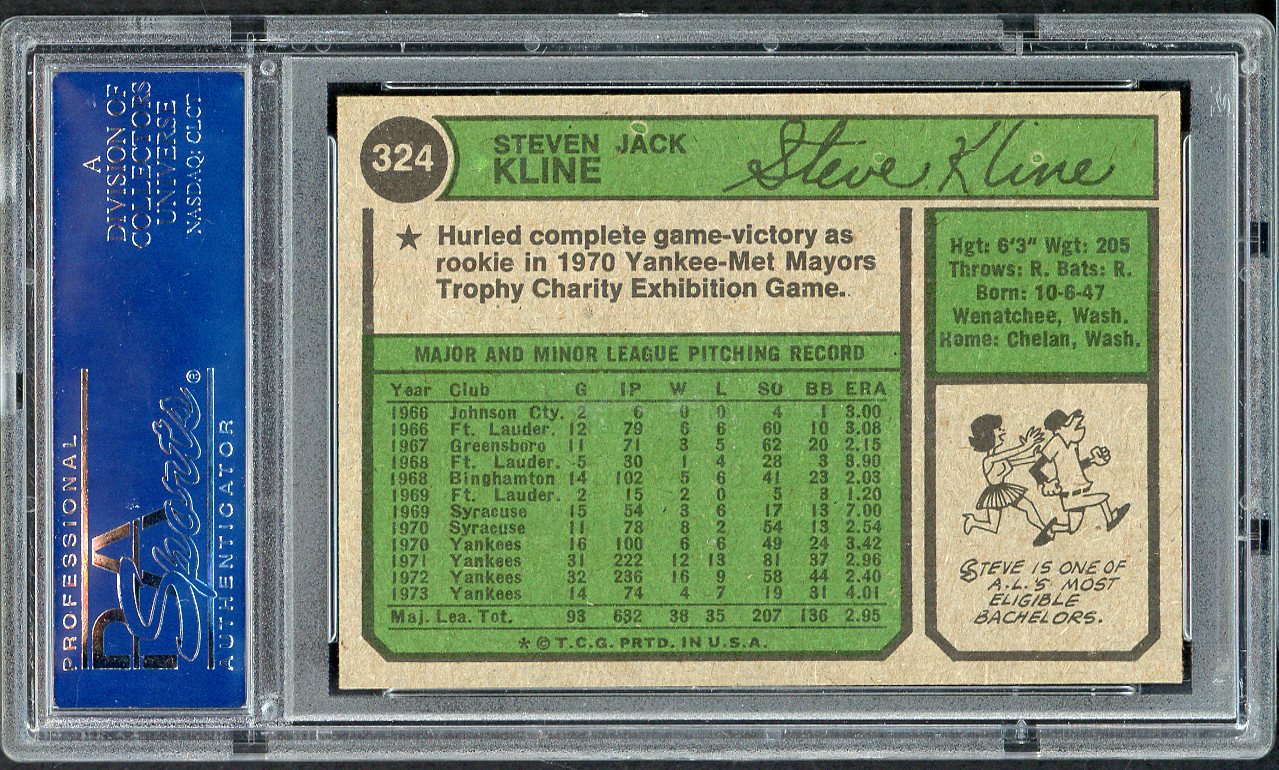 A
DIVISION OF
COLLECTORS
UNIVERSE
NASDAQ: CLCT
PROFESSIONAL
PSA
Sports®
AUTHENTICATOR
324
STEVEN JACK
KLINE
Steve Kline
★ Hurled complete game-victory as
rookie in 1970 Yankee-Met Mayors
Trophy Charity Exhibition Game.
Hgt: 6'3" Wgt: 205
Throws: R. Bats: R.
Born: 10-6-47
Wenatchee, Wash.
Home: Chelan, Wash.
MAJOR AND MINOR LEAGUE PITCHING RECORD
Year Club G IP W L SO BB ERA
1966 Johnson Cty. 2 6 0 0 4 1 3.00
1966 Ft. Lauder. 12 79 6 6 60 10 3.08
1967 Greensboro 11 71 3 5 62 20 2.15
1968 Ft. Lauder. 5 30 1 4 28 3 3.90
1968 Binghamton 14 102 5 6 41 23 2.03
1969 Ft. Lauder. 2 15 2 0 5 3 1.20
1969 Syracuse 15 54 3 6 17 13 7.00
1970 Syracuse 11 78 8 2 54 13 2.54
1970 Yankees 16 100 6 6 49 24 3.42
1971 Yankees 31 222 12 13 81 37 2.96
1972 Yankees 32 236 16 9 58 44 2.40
1973 Yankees 14 74 4 7 19 31 4.01
Maj. Lea. Tot. 93 632 38 35 207 136 2.95
★ © T.C.G. PRTD. IN U.S.A.
STEVE IS ONE OF
A.L.'S MOST
ELIGIBLE
BACHELORS.